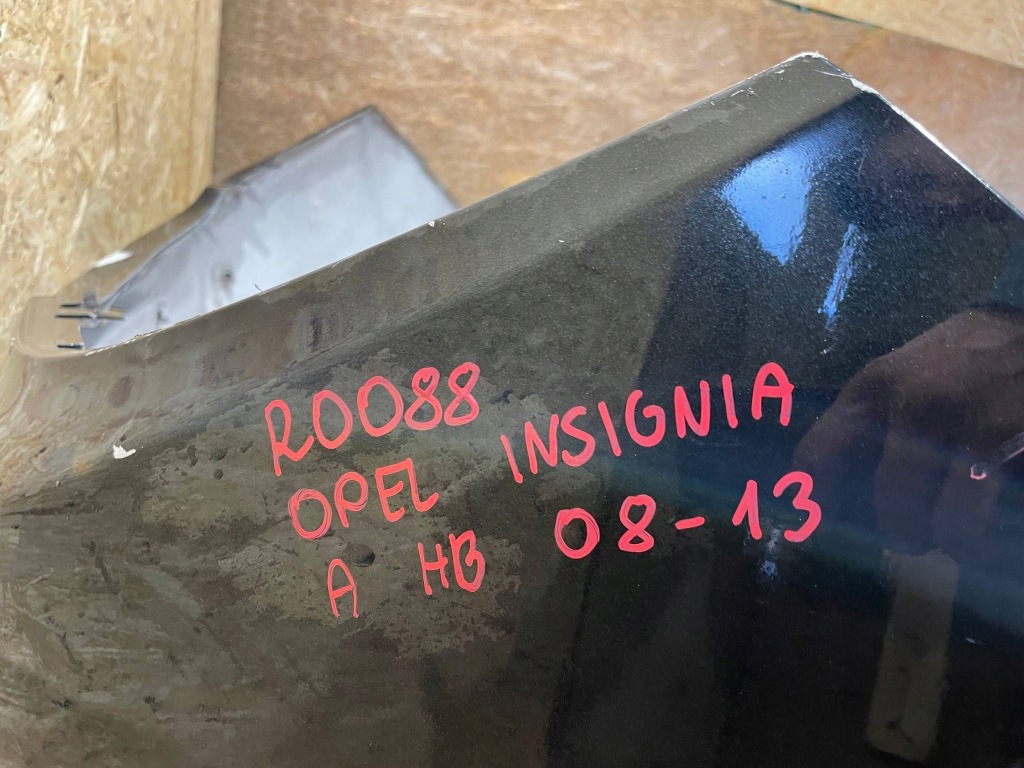 R0088
OPEL INSIGNIA
A HB 08-13